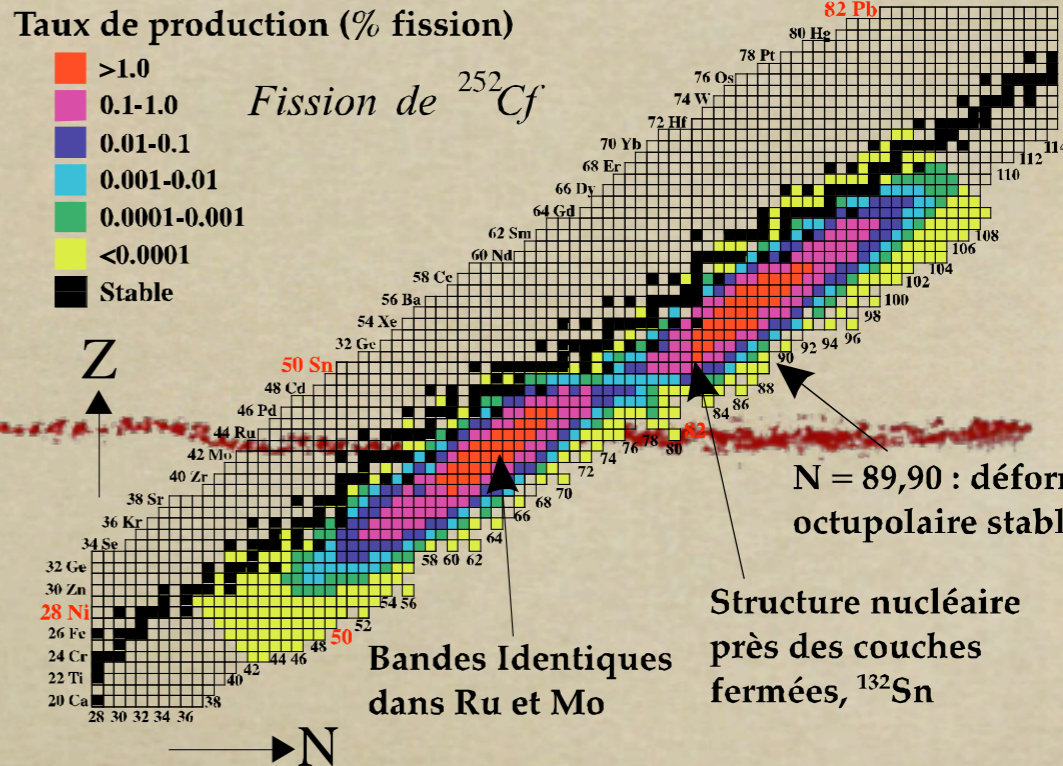 Taux de production (% fission)
>1.0
0.1-1.0
0.01-0.1
0.001-0.01
0.0001-0.001
<0.0001
Stable
Fission de ²⁵²Cf
82 Pb
80 Hg
78 Pt
76 Os
74 W
72 Hf
70 Yb
68 Er
66 Dy
64 Gd
62 Sm
60 Nd
58 Ce
56 Ba
54 Xe
32 Ge
50 Sn
48 Cd
46 Pd
44 Ru
42 Mo
40 Zr
38 Sr
36 Kr
34 Se
32 Ge
30 Zn
28 Ni
26 Fe
24 Cr
22 Ti
20 Ca
28 30 32 34 36 38
40
42 44 46 48
50
52
54 56
58 60 62
64
66
68
70
72
74
76
78
80
82
84
86
88
90
92
94
96
98
100
102
104
106
108
110
112
114
Z
N
Bandes Identiques
dans Ru et Mo
Structure nucléaire
près des couches
fermées, ¹³²Sn
N = 89,90 : défor
octupolaire stabl